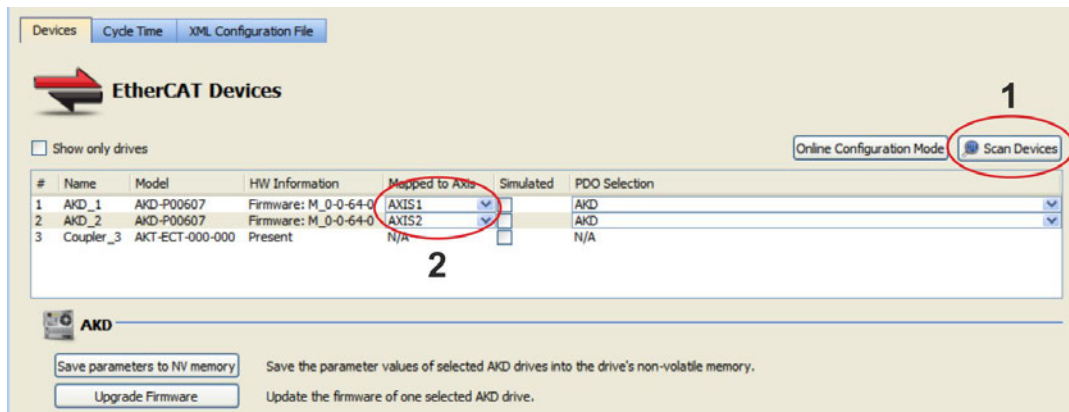 Devices Cycle Time XML Configuration File
EtherCAT Devices
1
Show only drives Online Configuration Mode Scan Devices
# Name Model HW Information Mapped to Axis Simulated PDO Selection
1 AKD_1 AKD-P00607 Firmware: M_0-0-64-0 AXIS1 AKD
2 AKD_2 AKD-P00607 Firmware: M_0-0-64-0 AXIS2 AKD
3 Coupler_3 AKT-ECT-000-000 Present N/A N/A
2
AKD
Save parameters to NV memory Save the parameter values of selected AKD drives into the drive's non-volatile memory.
Upgrade Firmware Update the firmware of one selected AKD drive.